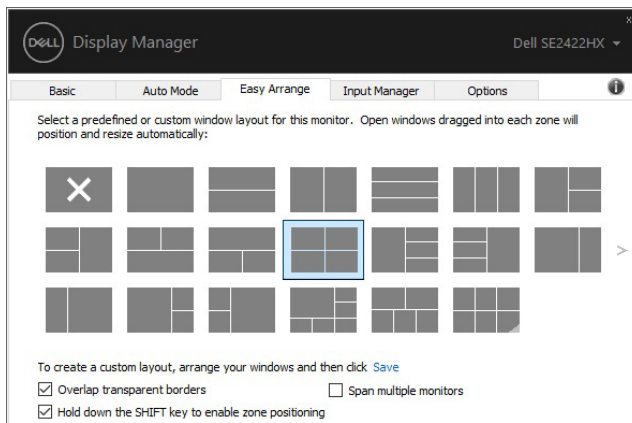 DELL Display Manager Dell SE2422HX
Basic Auto Mode Easy Arrange Input Manager Options
Select a predefined or custom window layout for this monitor. Open windows dragged into each zone will
position and resize automatically:
To create a custom layout, arrange your windows and then click Save
Overlap transparent borders Span multiple monitors
Hold down the SHIFT key to enable zone positioning